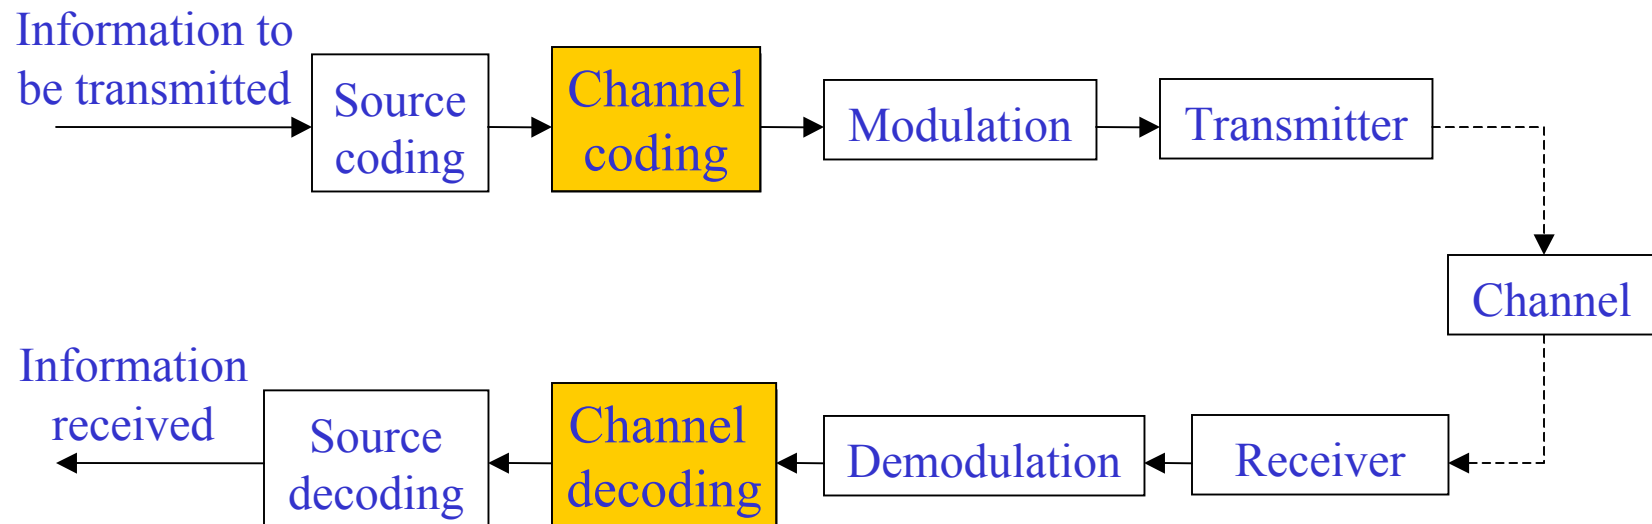 Information to
be transmitted
Source
coding
Channel
coding
Modulation
Transmitter
Channel
Information
received
Source
decoding
Channel
decoding
Demodulation
Receiver